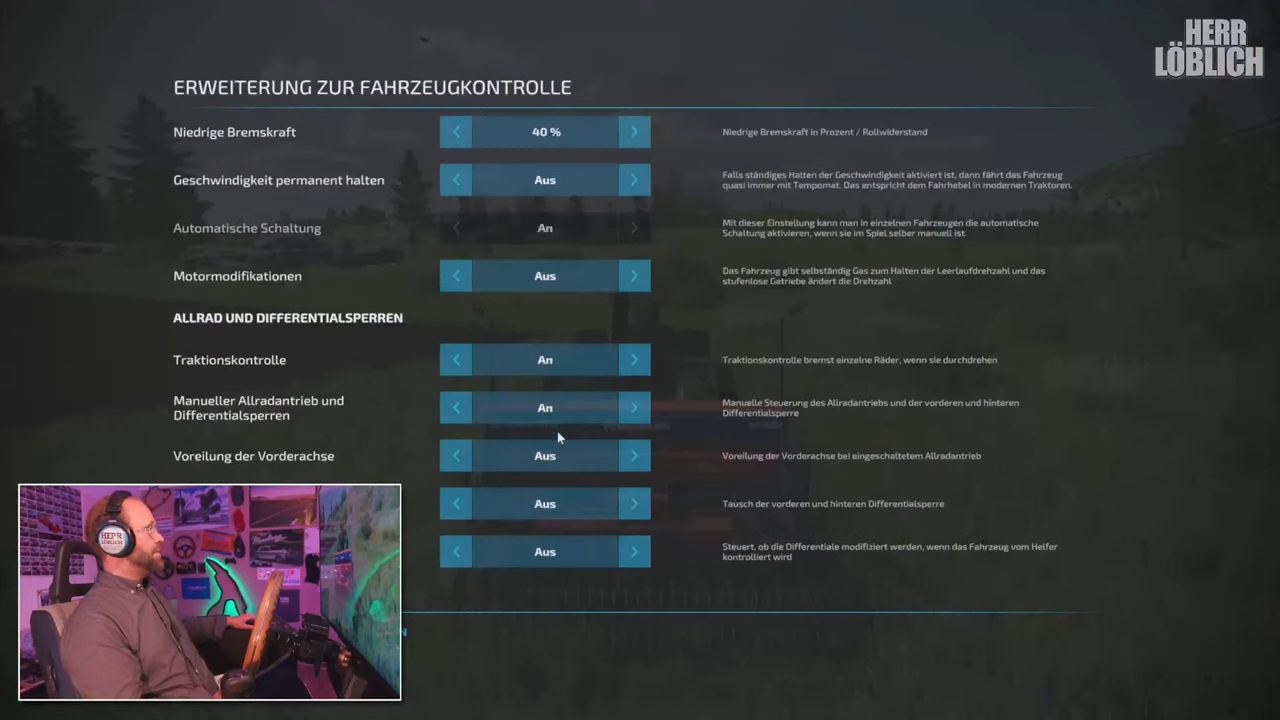 HERR
LÖBLICH
ERWEITERUNG ZUR FAHRZEUGKONTROLLE
Niedrige Bremskraft
40 %
Niedrige Bremskraft in Prozent / Rollwiderstand
Geschwindigkeit permanent halten
Aus
Falls ständiges Halten der Geschwindigkeit aktiviert ist, dann fährt das Fahrzeug
quasi immer mit Tempomat. Das entspricht dem Fahrhebel in modernen Traktoren.
Automatische Schaltung
An
Mit dieser Einstellung kann man in einzelnen Fahrzeugen die automatische
Schaltung aktivieren, wenn sie im Spiel selber manuell ist.
Motormodifikationen
Aus
Das Fahrzeug gibt selbständig Gas zum Halten der Leerlaufdrehzahl und das
stufenlose Getriebe ändert die Drehzahl
ALLRAD UND DIFFERENTIALSPERREN
Traktionskontrolle
An
Traktionskontrolle bremst einzelne Räder, wenn sie durchdrehen
Manueller Allradantrieb und
Differentialsperren
An
Manuelle Steuerung des Allradantriebs und der vorderen und hinteren
Differentialsperre
Voreilung der Vorderachse
Aus
Voreilung der Vorderachse bei eingeschaltetem Allradantrieb
Aus
Tausch der vorderen und hinteren Differentialsperre
Aus
Steuert, ob die Differentiale modifiziert werden, wenn das Fahrzeug vom Helfer
kontrolliert wird
HERR
LÖBLICH
N